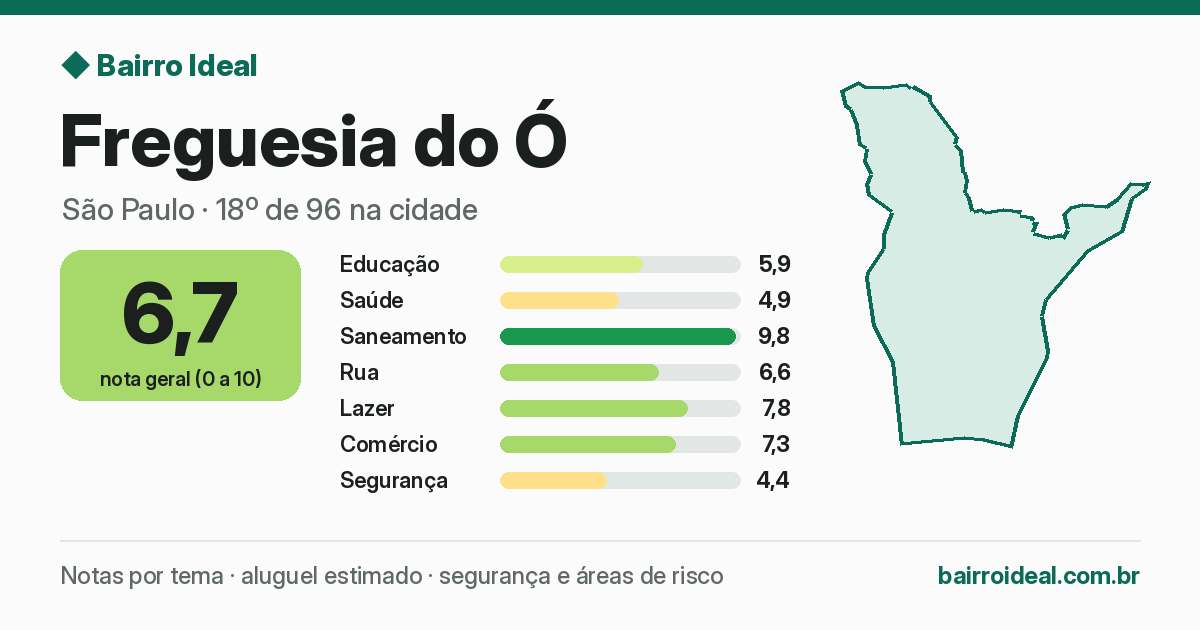 Bairro Ideal
Freguesia do Ó
São Paulo · 18º de 96 na cidade
6,7
nota geral (0 a 10)
Educação 5,9
Saúde 4,9
Saneamento 9,8
Rua 6,6
Lazer 7,8
Comércio 7,3
Segurança 4,4
Notas por tema · aluguel estimado · segurança e áreas de risco
bairroideal.com.br